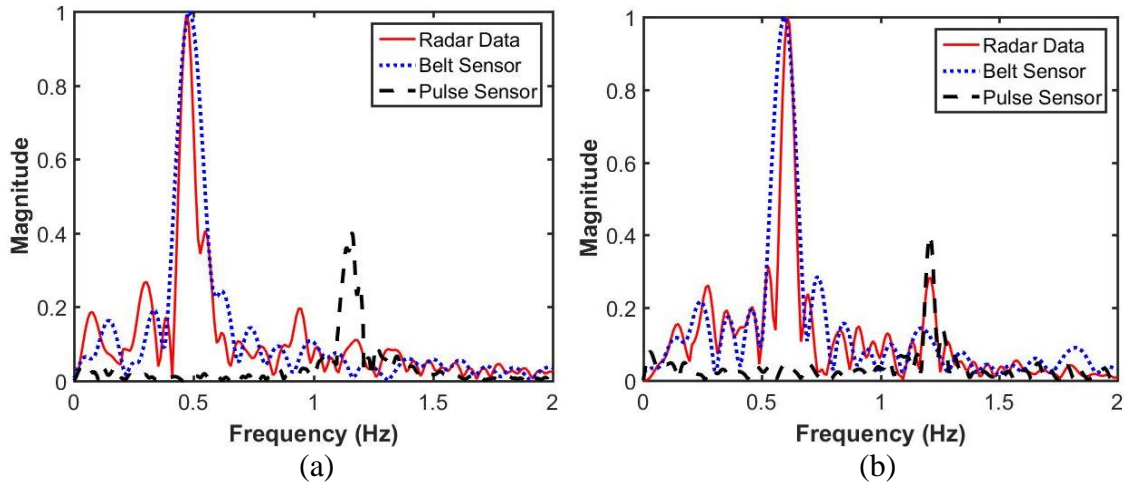 1
0.8
0.6
0.4
0.2
0
Magnitude
Radar Data
Belt Sensor
Pulse Sensor
0 0.5 1 1.5 2
Frequency (Hz)
(a)
1
0.8
0.6
0.4
0.2
0
Magnitude
Radar Data
Belt Sensor
Pulse Sensor
0 0.5 1 1.5 2
Frequency (Hz)
(b)